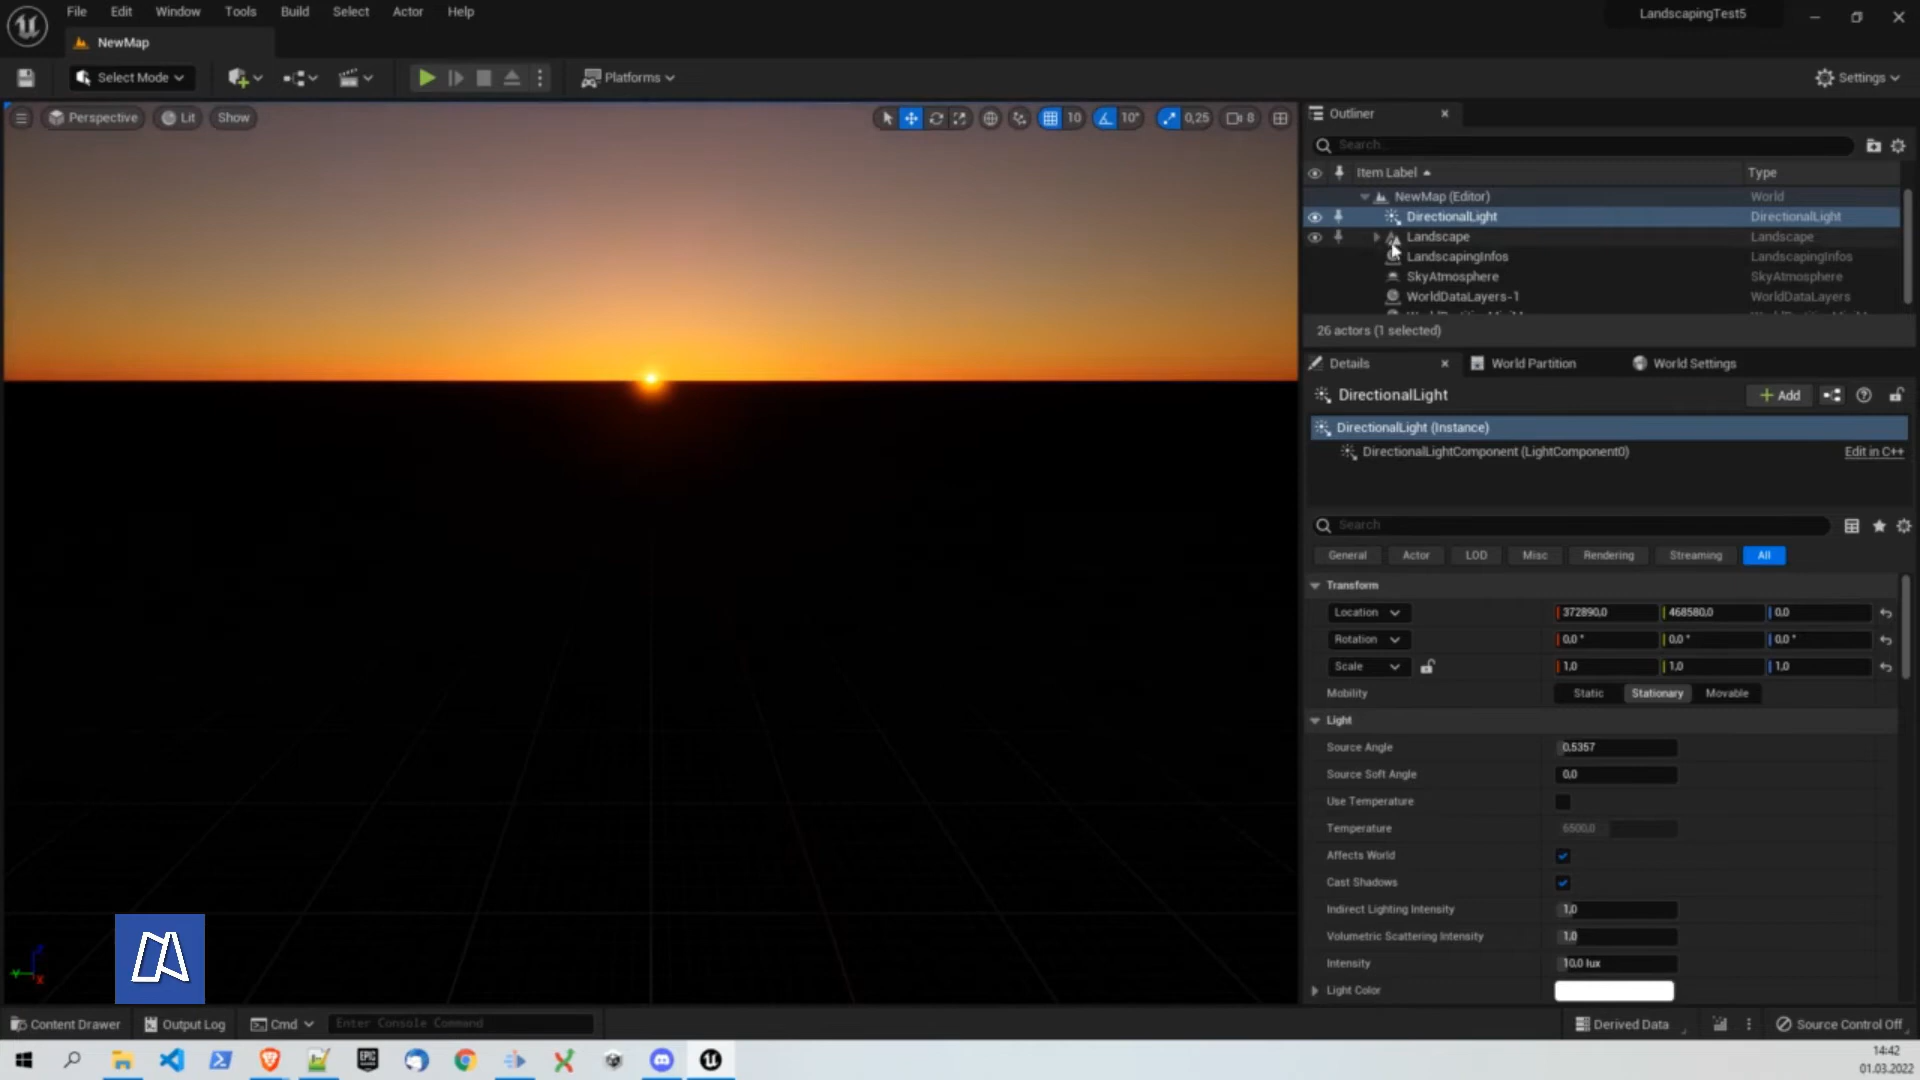 File Edit Window Tools Build Select Actor Help
LandscapingTest5
NewMap
Select Mode
Platforms
Settings
Perspective Lit Show
10 10° 0,25 8
Outliner
Search...
Item Label Type
NewMap (Editor) World
DirectionalLight DirectionalLight
Landscape Landscape
LandscapingInfos LandscapingInfos
SkyAtmosphere SkyAtmosphere
WorldDataLayers-1 WorldDataLayers
26 actors (1 selected)
Details World Partition World Settings
DirectionalLight
Add
DirectionalLight (Instance)
DirectionalLightComponent (LightComponent0) Edit in C++
Search
General Actor LOD Misc Rendering Streaming All
Transform
Location 372890,0 468580,0 0,0
Rotation 0,0 ° 0,0 ° 0,0 °
Scale 1,0 1,0 1,0
Mobility Static Stationary Movable
Light
Source Angle 0,5357
Source Soft Angle 0,0
Use Temperature
Temperature 6500,0
Affects World
Cast Shadows
Indirect Lighting Intensity 1,0
Volumetric Scattering Intensity 1,0
Intensity 10,0 lux
Light Color
Content Drawer Output Log Cmd Enter Console Command
Derived Data Source Control Off
EPIC GAMES
14:42
01.03.2022